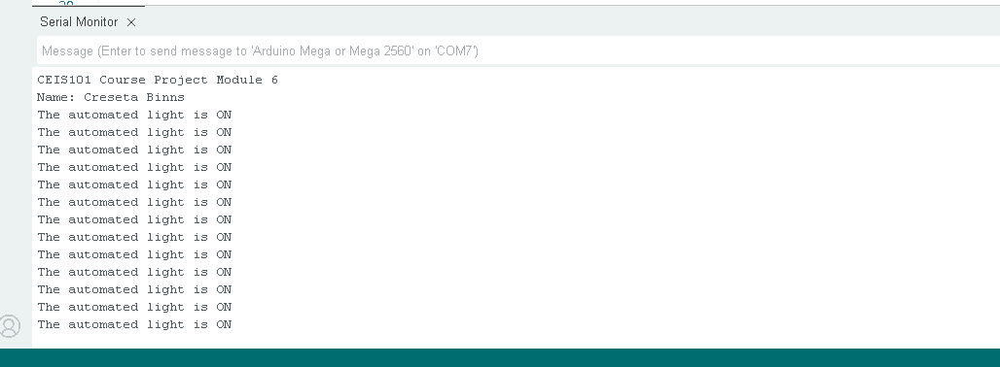 Serial Monitor
Message (Enter to send message to 'Arduino Mega or Mega 2560' on 'COM7')
CEIS101 Course Project Module 6
Name: Creseta Binns
The automated light is ON
The automated light is ON
The automated light is ON
The automated light is ON
The automated light is ON
The automated light is ON
The automated light is ON
The automated light is ON
The automated light is ON
The automated light is ON
The automated light is ON
The automated light is ON
The automated light is ON